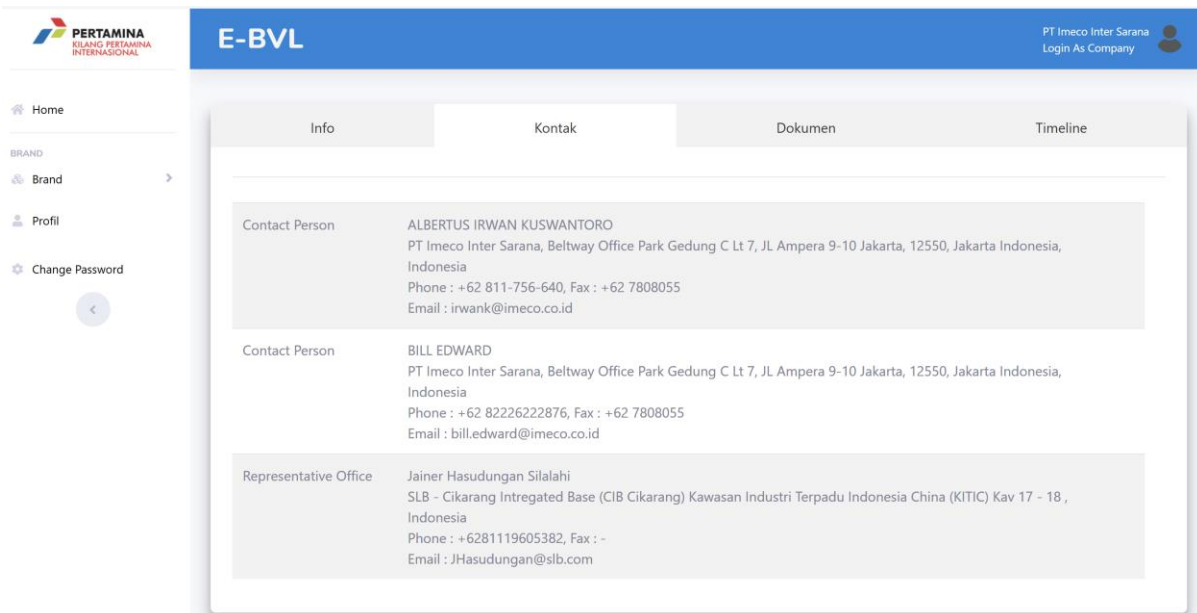 PERTAMINA
KILANG PERTAMINA
INTERNASIONAL
E-BVL
PT Imeco Inter Sarana
Login As Company
Home
BRAND
Brand
Profil
Change Password
Info
Kontak
Dokumen
Timeline
Contact Person
ALBERTUS IRWAN KUSWANTORO
PT Imeco Inter Sarana, Beltway Office Park Gedung C Lt 7, JL Ampera 9-10 Jakarta, 12550, Jakarta Indonesia,
Indonesia
Phone : +62 811-756-640, Fax : +62 7808055
Email : irwank@imeco.co.id
Contact Person
BILL EDWARD
PT Imeco Inter Sarana, Beltway Office Park Gedung C Lt 7, JL Ampera 9-10 Jakarta, 12550, Jakarta Indonesia,
Indonesia
Phone : +62 82226222876, Fax : +62 7808055
Email : bill.edward@imeco.co.id
Representative Office
Jainer Hasudungan Silalahi
SLB - Cikarang Intregated Base (CIB Cikarang) Kawasan Industri Terpadu Indonesia China (KITIC) Kav 17 - 18 ,
Indonesia
Phone : +6281119605382, Fax : -
Email : JHasudungan@slb.com